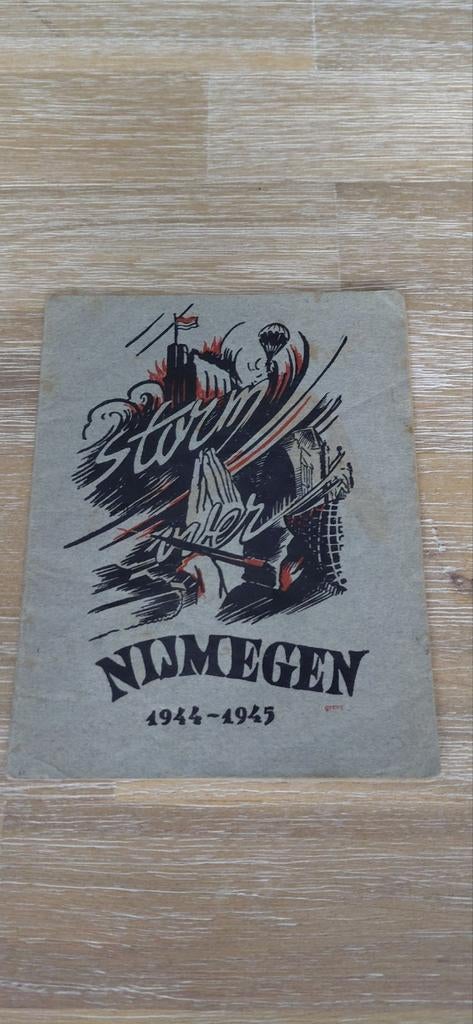 storm
over
NIJMEGEN
1944-1945